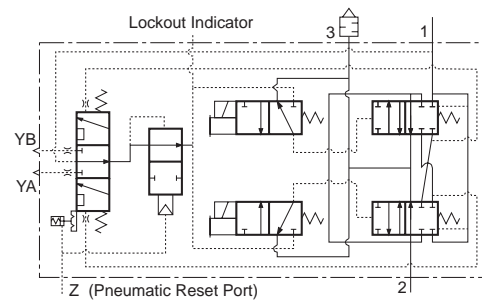 Lockout Indicator
3
1
YB
YA
Z (Pneumatic Reset Port)
2